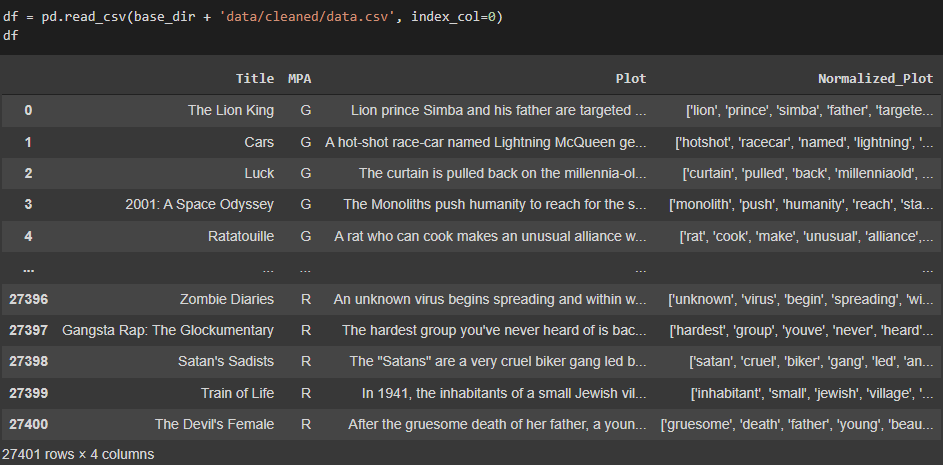 df = pd.read_csv(base_dir + 'data/cleaned/data.csv', index_col=0)
df
Title MPA Plot Normalized_Plot
0 The Lion King G Lion prince Simba and his father are targeted ... ['lion', 'prince', 'simba', 'father', 'targete...
1 Cars G A hot-shot race-car named Lightning McQueen ge... ['hotshot', 'racecar', 'named', 'lightning', '...
2 Luck G The curtain is pulled back on the millennia-ol... ['curtain', 'pulled', 'back', 'millenniaold', ...
3 2001: A Space Odyssey G The Monoliths push humanity to reach for the s... ['monolith', 'push', 'humanity', 'reach', 'sta...
4 Ratatouille G A rat who can cook makes an unusual alliance w... ['rat', 'cook', 'make', 'unusual', 'alliance',...
... ... ... ... ...
27396 Zombie Diaries R An unknown virus begins spreading and within w... ['unknown', 'virus', 'begin', 'spreading', 'wi...
27397 Gangsta Rap: The Glockumentary R The hardest group you've never heard of is bac... ['hardest', 'group', 'youve', 'never', 'heard'...
27398 Satan's Sadists R The "Satans" are a very cruel biker gang led b... ['satan', 'cruel', 'biker', 'gang', 'led', 'an...
27399 Train of Life R In 1941, the inhabitants of a small Jewish vil... ['inhabitant', 'small', 'jewish', 'village', '...
27400 The Devil's Female R After the gruesome death of her father, a youn... ['gruesome', 'death', 'father', 'young', 'beau...
27401 rows × 4 columns